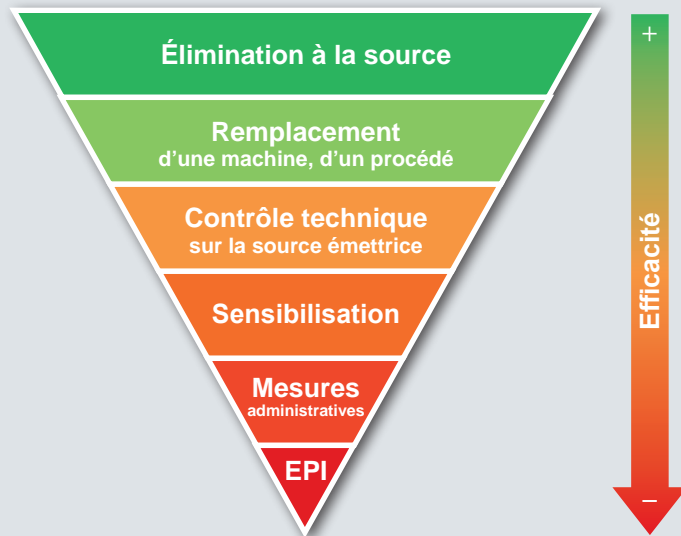 Élimination à la source
Remplacement
d'une machine, d'un procédé
Contrôle technique
sur la source émettrice
Sensibilisation
Mesures
administratives
EPI
+
Efficacité
–